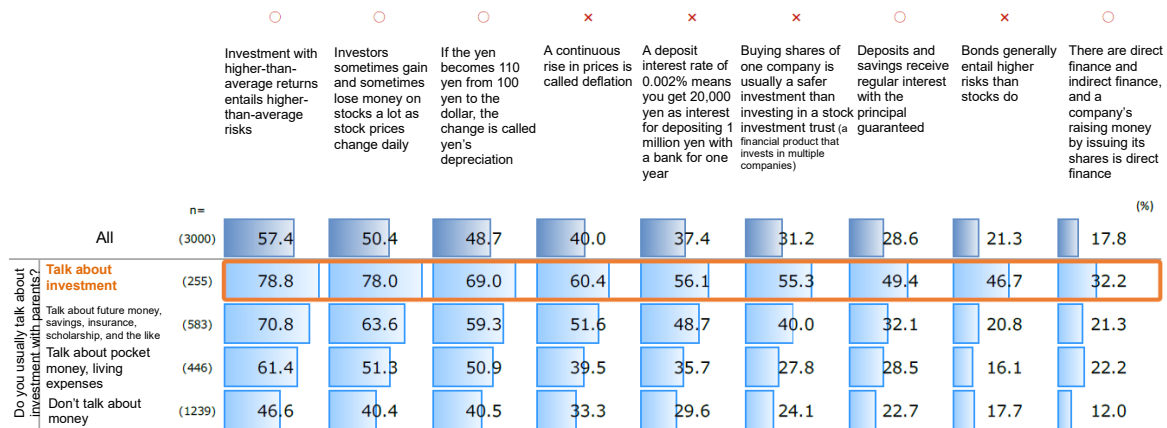 ○ ○ ○ × × × ○ × ○
Investment with
higher-than-
average returns
entails higher-
than-average
risks
Investors
sometimes gain
and sometimes
lose money on
stocks a lot as
stock prices
change daily
If the yen
becomes 110
yen from 100
yen to the
dollar, the
change is called
yen's
depreciation
A continuous
rise in prices is
called deflation
A deposit
interest rate of
0.002% means
you get 20,000
yen as interest
for depositing 1
million yen with
a bank for one
year
Buying shares of
one company is
usually a safer
investment than
investing in a stock
investment trust (a
financial product that
invests in multiple
companies)
Deposits and
savings receive
regular interest
with the
principal
guaranteed
Bonds generally
entail higher
risks than
stocks do
There are direct
finance and
indirect finance,
and a
company's
raising money
by issuing its
shares is direct
finance
n=
(%)
All (3000) 57.4 50.4 48.7 40.0 37.4 31.2 28.6 21.3 17.8
Do you usually talk about
investment with parents?
Talk about
investment
(255) 78.8 78.0 69.0 60.4 56.1 55.3 49.4 46.7 32.2
Talk about future money,
savings, insurance,
scholarship, and the like
(583) 70.8 63.6 59.3 51.6 48.7 40.0 32.1 20.8 21.3
Talk about pocket
money, living
expenses
(446) 61.4 51.3 50.9 39.5 35.7 27.8 28.5 16.1 22.2
Don't talk about
money
(1239) 46.6 40.4 40.5 33.3 29.6 24.1 22.7 17.7 12.0